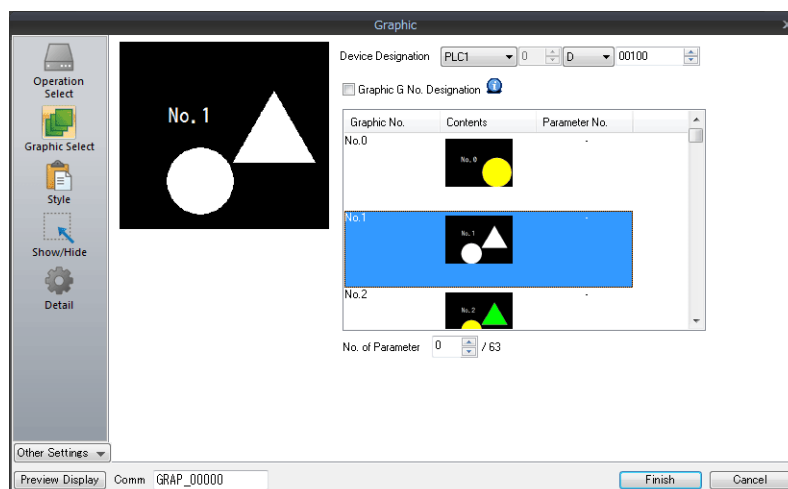 Graphic
Operation
Select
Graphic Select
Style
Show/Hide
Detail
Other Settings
Preview Display
No. 1
Device Designation PLC1 0 D 00100
Graphic G No. Designation
Graphic No. Contents Parameter No.
No.0 No. 0 -
No.1 No. 1 -
No.2 No. 2 -
No. of Parameter 0 / 63
Comm GRAP_00000
Finish Cancel